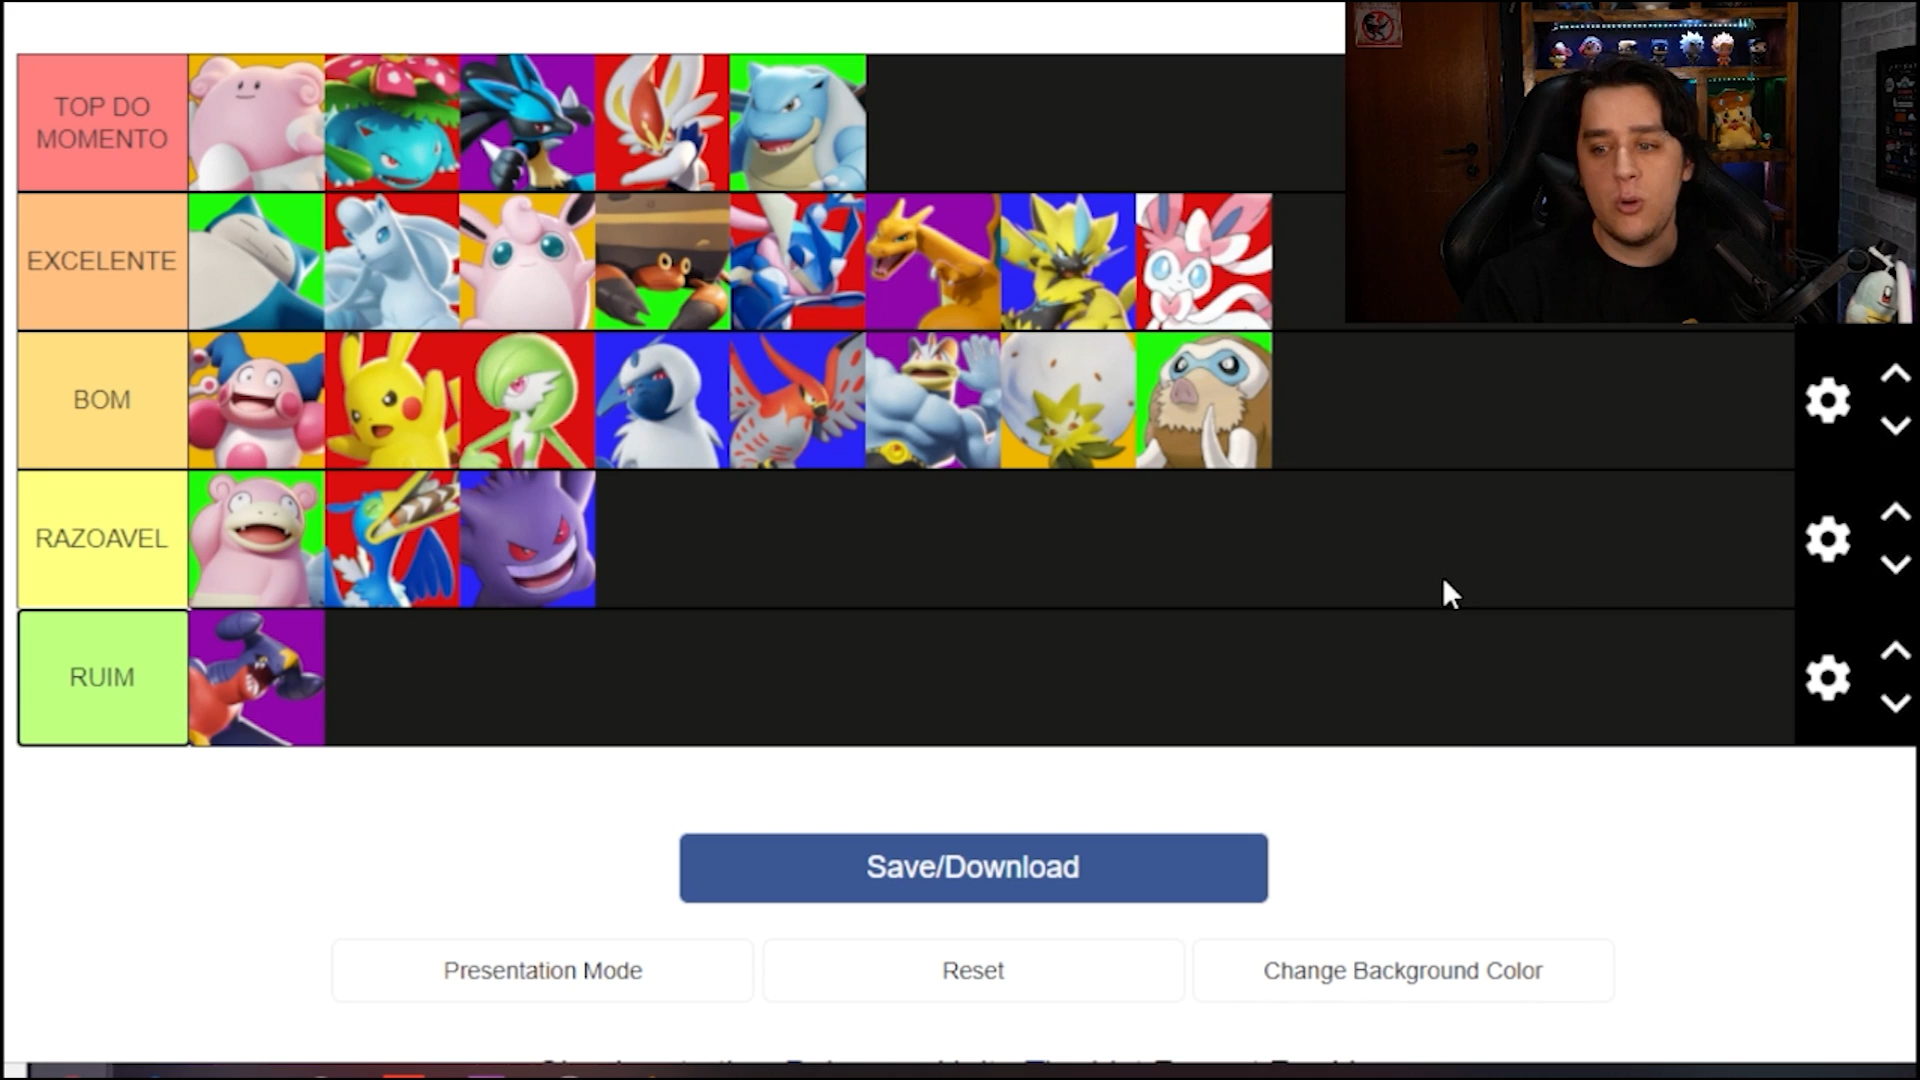 TOP DO
MOMENTO
EXCELENTE
BOM
RAZOAVEL
RUIM
Save/Download
Presentation Mode
Reset
Change Background Color